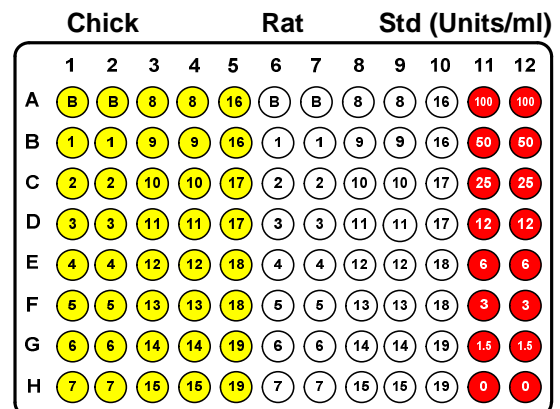 Chick Rat Std (Units/ml)
1 2 3 4 5 6 7 8 9 10 11 12
A B B 8 8 16 B B 8 8 16 100 100
B 1 1 9 9 16 1 1 9 9 16 50 50
C 2 2 10 10 17 2 2 10 10 17 25 25
D 3 3 11 11 17 3 3 11 11 17 12 12
E 4 4 12 12 18 4 4 12 12 18 6 6
F 5 5 13 13 18 5 5 13 13 18 3 3
G 6 6 14 14 19 6 6 14 14 19 1.5 1.5
H 7 7 15 15 19 7 7 15 15 19 0 0